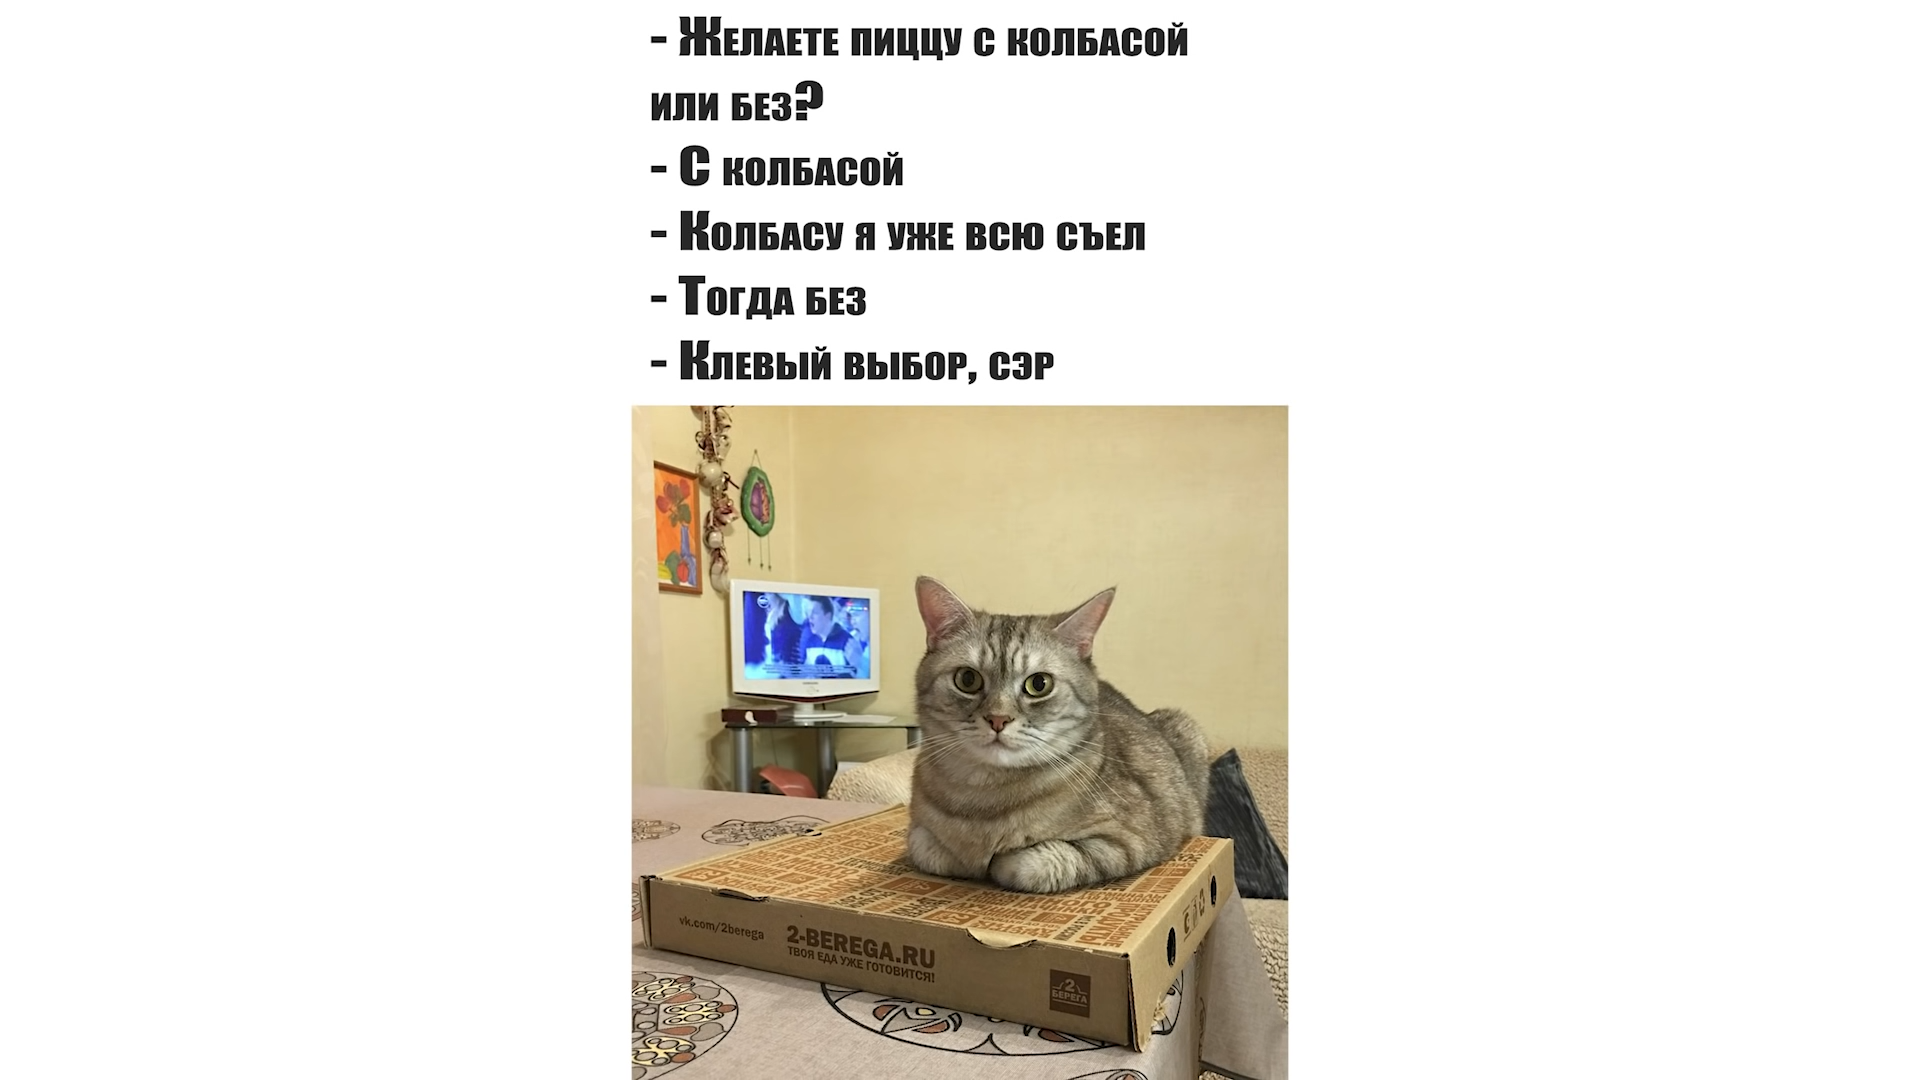 - Желаете пиццу с колбасой
или без?
- С колбасой
- Колбасу я уже всю съел
- Тогда без
- Клевый выбор, сэр
vk.com/2berega
2-BEREGA.RU
ТВОЯ ЕДА УЖЕ ГОТОВИТСЯ!
2
БЕРЕГА